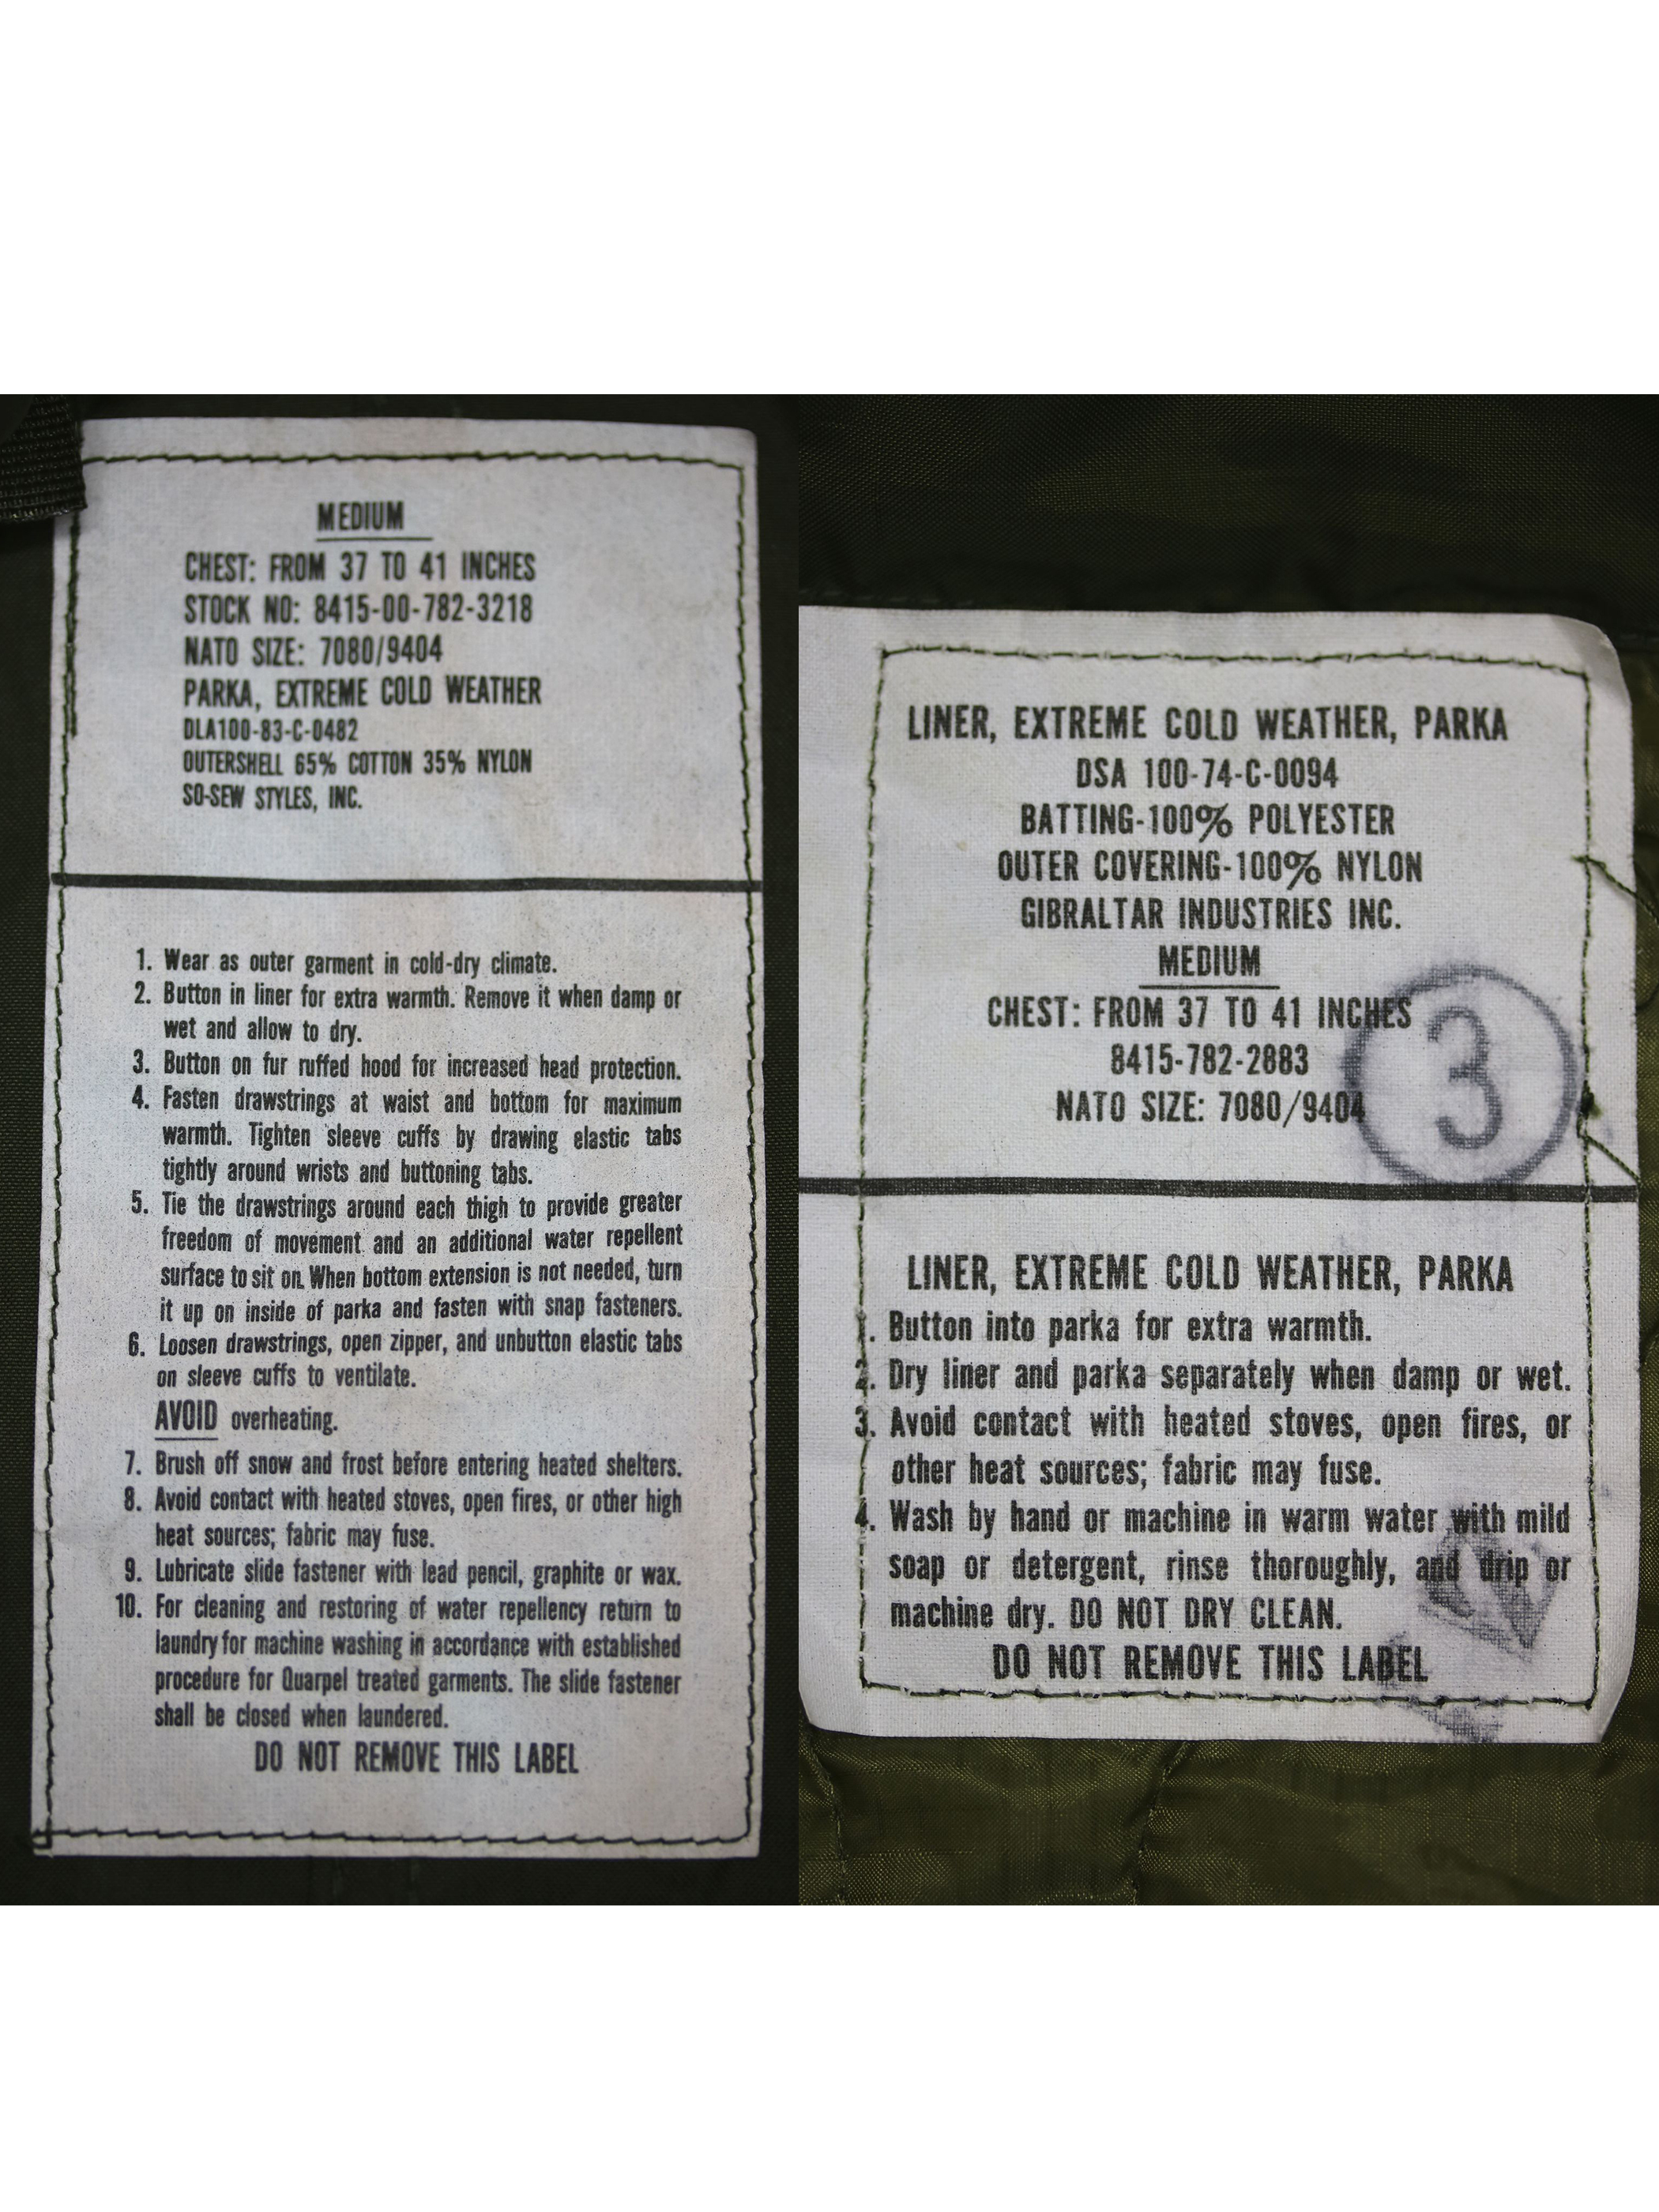 MEDIUM
CHEST: FROM 37 TO 41 INCHES
STOCK NO: 8415-00-782-3218
NATO SIZE: 7080/9404
PARKA, EXTREME COLD WEATHER
DLA100-83-C-0482
OUTERSHELL 65% COTTON 35% NYLON
SO-SEW STYLES, INC.
1. Wear as outer garment in cold-dry climate.
2. Button in liner for extra warmth. Remove it when damp or
wet and allow to dry.
3. Button on fur ruffed hood for increased head protection.
4. Fasten drawstrings at waist and bottom for maximum
warmth. Tighten sleeve cuffs by drawing elastic tabs
tightly around wrists and buttoning tabs.
5. Tie the drawstrings around each thigh to provide greater
freedom of movement and an additional water repellent
surface to sit on. When bottom extension is not needed, turn
it up on inside of parka and fasten with snap fasteners.
6. Loosen drawstrings, open zipper, and unbutton elastic tabs
on sleeve cuffs to ventilate.
AVOID overheating.
7. Brush off snow and frost before entering heated shelters.
8. Avoid contact with heated stoves, open fires, or other high
heat sources; fabric may fuse.
9. Lubricate slide fastener with lead pencil, graphite or wax.
10. For cleaning and restoring of water repellency return to
laundry for machine washing in accordance with established
procedure for Quarpel treated garments. The slide fastener
shall be closed when laundered.
DO NOT REMOVE THIS LABEL
LINER, EXTREME COLD WEATHER, PARKA
DSA 100-74-C-0094
BATTING-100% POLYESTER
OUTER COVERING-100% NYLON
GIBRALTAR INDUSTRIES INC.
MEDIUM
CHEST: FROM 37 TO 41 INCHES
8415-782-2883
NATO SIZE: 7080/9404
3
LINER, EXTREME COLD WEATHER, PARKA
1. Button into parka for extra warmth.
2. Dry liner and parka separately when damp or wet.
3. Avoid contact with heated stoves, open fires, or
other heat sources; fabric may fuse.
4. Wash by hand or machine in warm water with mild
soap or detergent, rinse thoroughly, and drip or
machine dry. DO NOT DRY CLEAN.
DO NOT REMOVE THIS LABEL